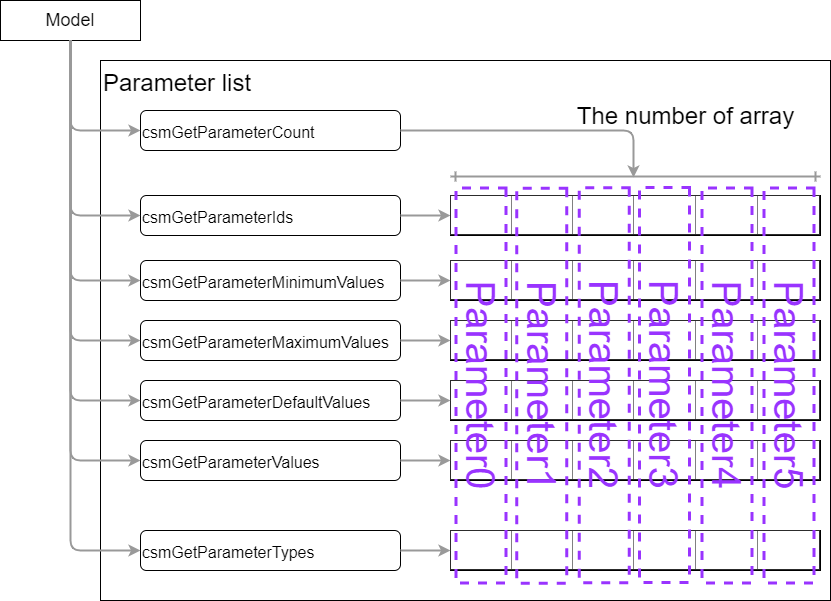 Model
Parameter list
The number of array
csmGetParameterCount
csmGetParameterIds
csmGetParameterMinimumValues
csmGetParameterMaximumValues
csmGetParameterDefaultValues
csmGetParameterValues
csmGetParameterTypes
Parameter0
Parameter1
Parameter2
Parameter3
Parameter4
Parameter5